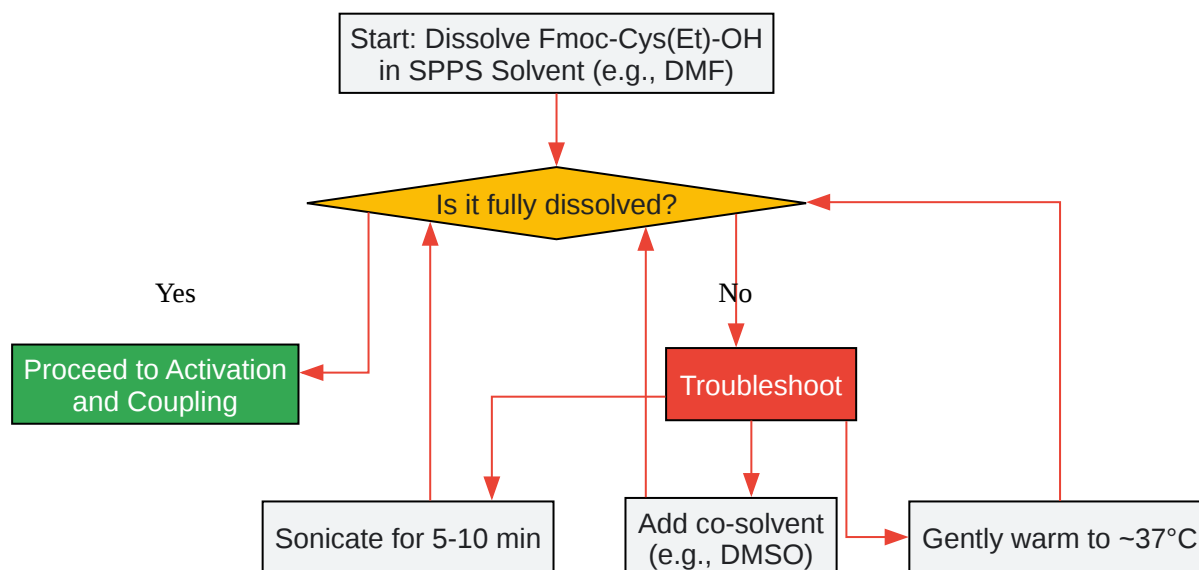 Start: Dissolve Fmoc-Cys(Et)-OH
in SPPS Solvent (e.g., DMF)
Is it fully dissolved?
Yes
No
Proceed to Activation
and Coupling
Troubleshoot
Sonicate for 5-10 min
Add co-solvent
(e.g., DMSO)
Gently warm to ~37°C